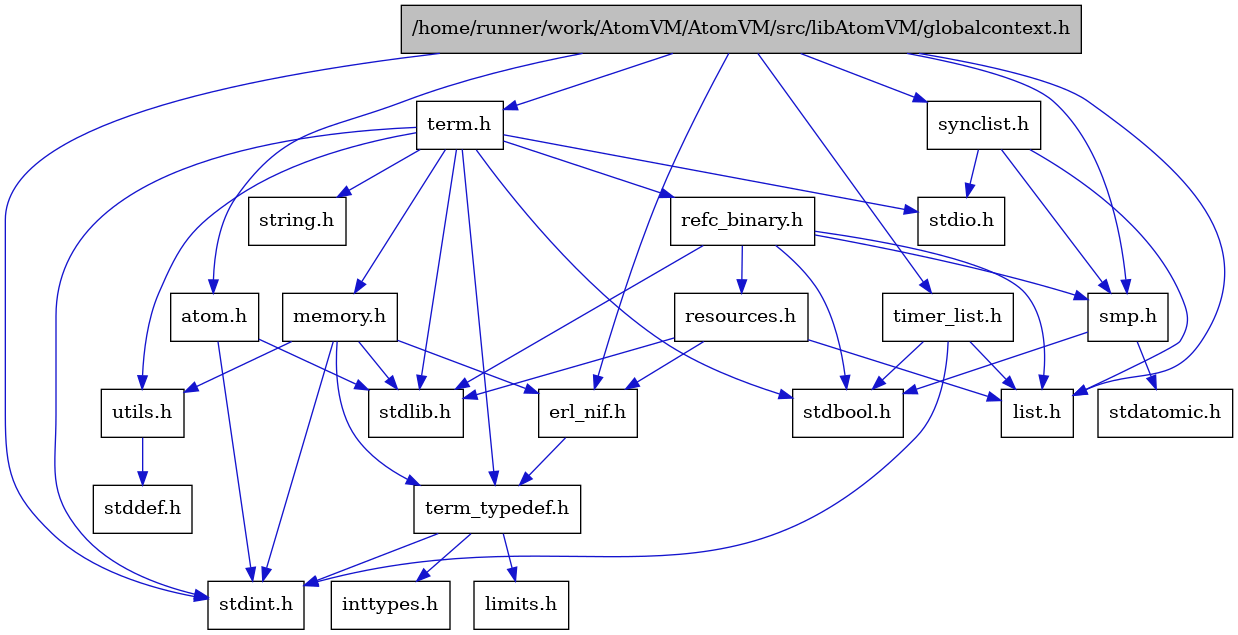 /home/runner/work/AtomVM/AtomVM/src/libAtomVM/globalcontext.h
term.h
synclist.h
string.h
refc_binary.h
stdio.h
atom.h
memory.h
resources.h
timer_list.h
smp.h
utils.h
stdlib.h
erl_nif.h
stdbool.h
list.h
stdatomic.h
stddef.h
term_typedef.h
stdint.h
inttypes.h
limits.h